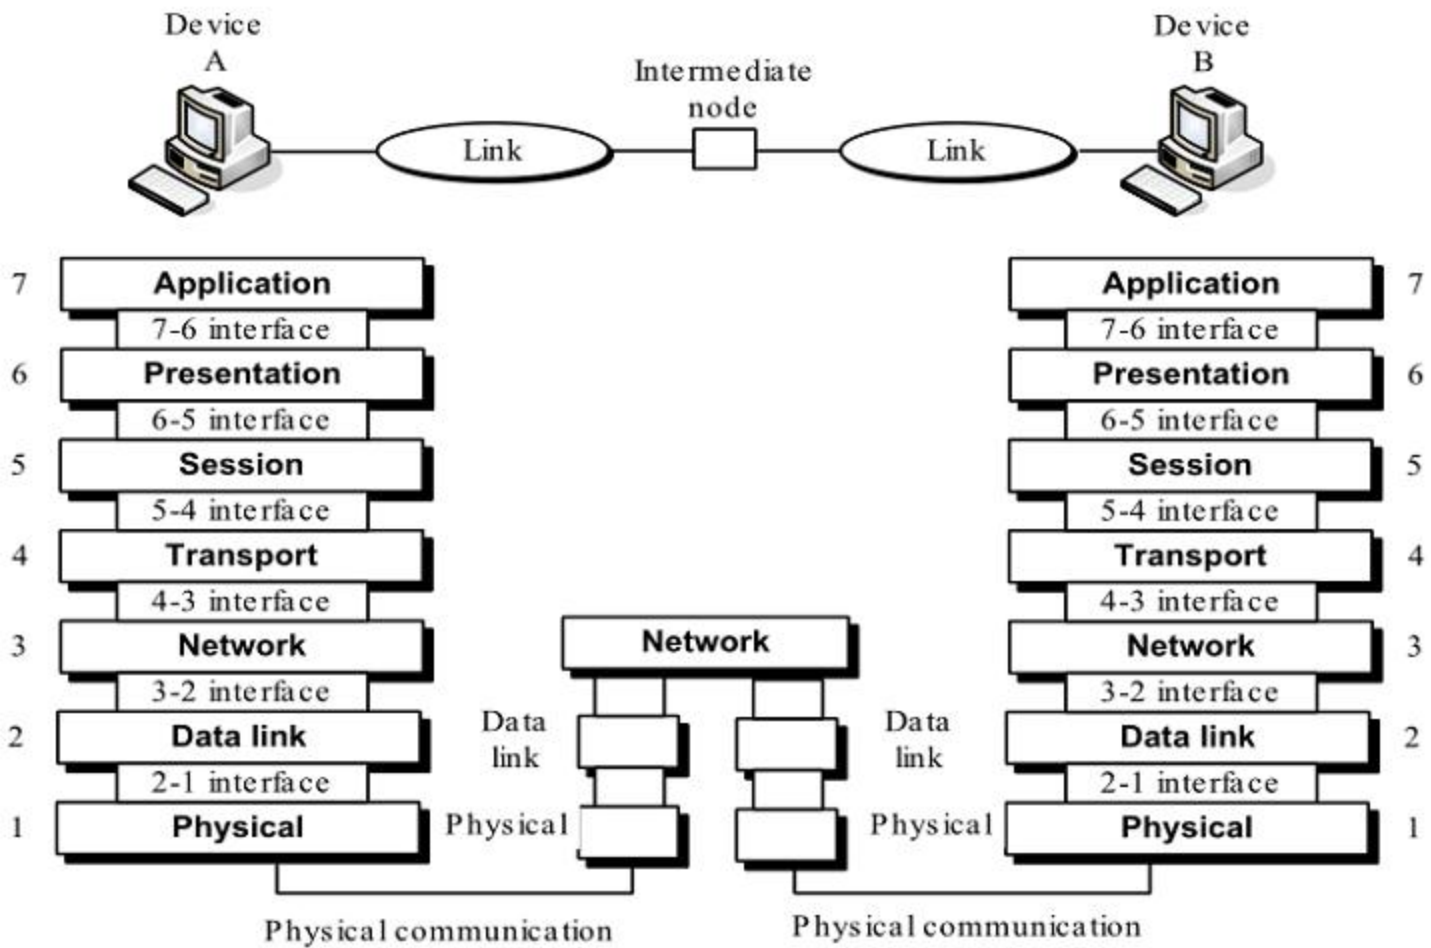 Device
A
Device
B
Intermediate
node
Link
Link
7
Application
Application
7
7-6 interface
7-6 interface
6
Presentation
Presentation
6
6-5 interface
6-5 interface
5
Session
Session
5
5-4 interface
5-4 interface
4
Transport
Transport
4
4-3 interface
4-3 interface
3
Network
Network
Network
3
3-2 interface
3-2 interface
2
Data link
Data
link
Data
link
Data link
2
2-1 interface
2-1 interface
1
Physical
Physical
Physical
Physical
1
Physical communication
Physical communication